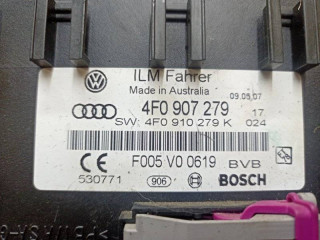 ILM Fahrer
Made in Australia
09.05.07
4F0 907 279
17
SW: 4F0 910 279 K 024
F005 V0 0619 BVB
530771
906
BOSCH